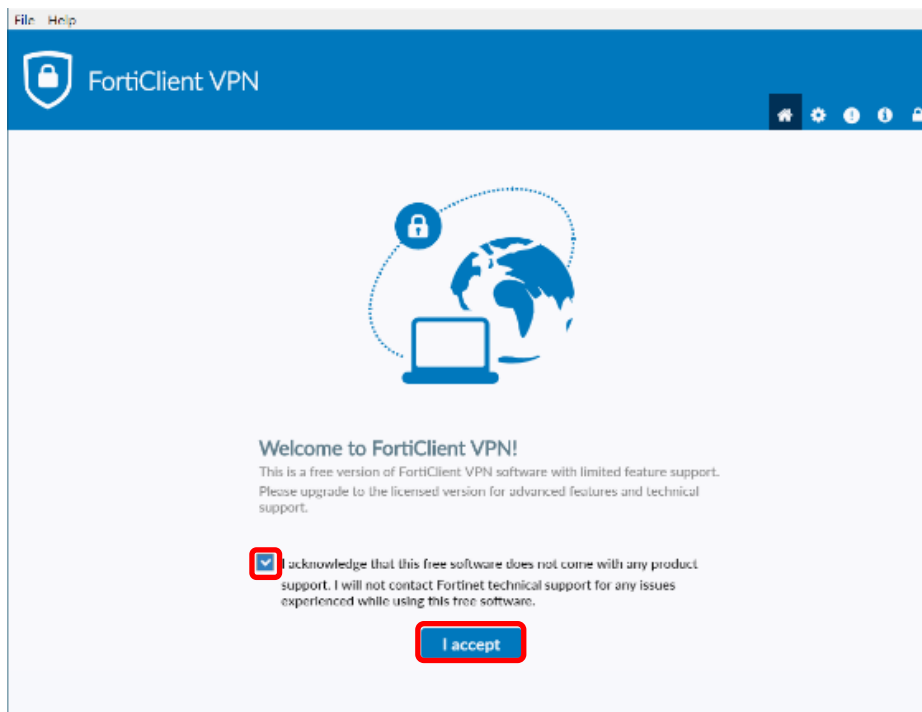 File Help
FortiClient VPN
Welcome to FortiClient VPN!
This is a free version of FortiClient VPN software with limited feature support.
Please upgrade to the licensed version for advanced features and technical
support.
I acknowledge that this free software does not come with any product
support. I will not contact Fortinet technical support for any issues
experienced while using this free software.
I accept